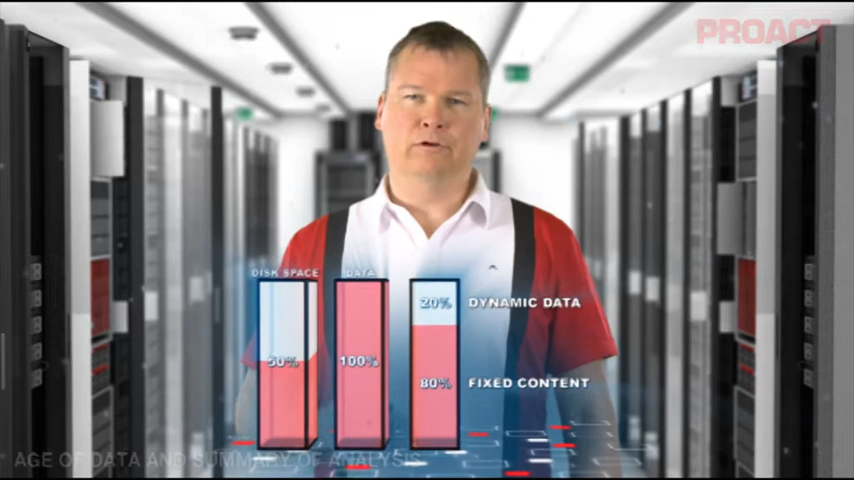 PROACT
DISK SPACE
DATA
20%
DYNAMIC DATA
50%
100%
80%
FIXED CONTENT
AGE OF DATA AND SUMMARY OF ANALYSIS